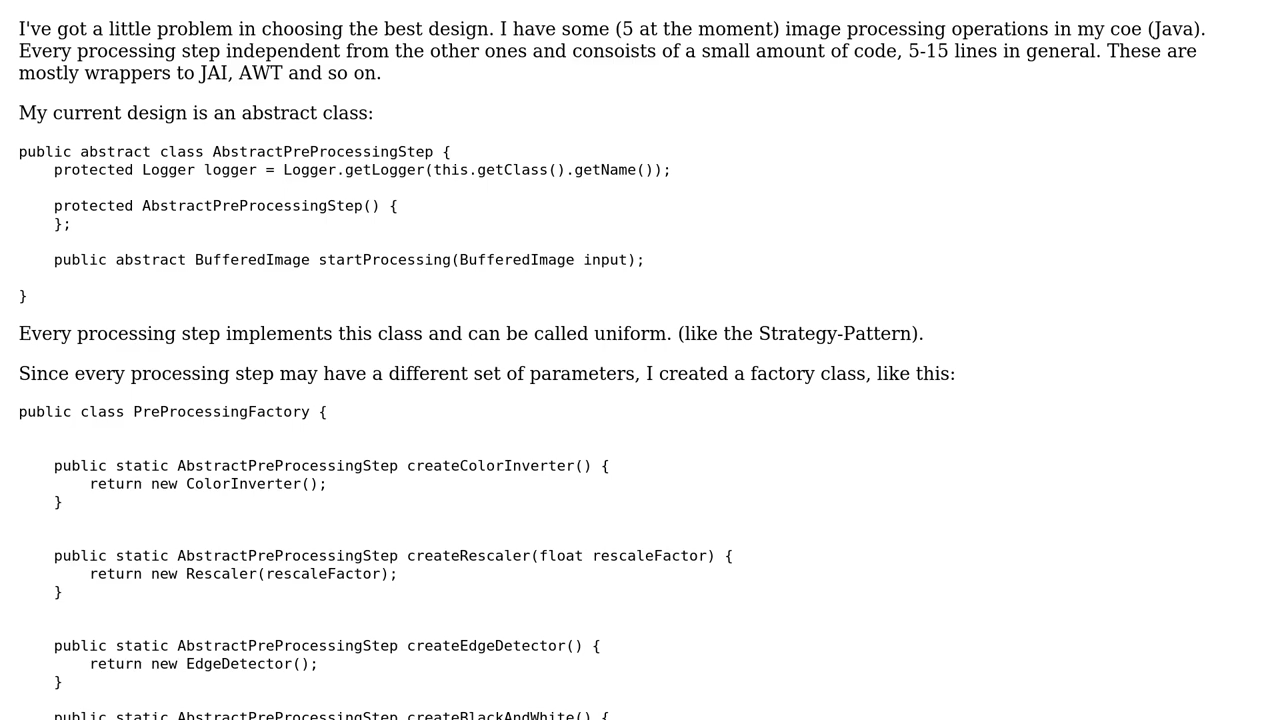 I've got a little problem in choosing the best design. I have some (5 at the moment) image processing operations in my coe (Java).
Every processing step independent from the other ones and consoists of a small amount of code, 5-15 lines in general. These are
mostly wrappers to JAI, AWT and so on.
My current design is an abstract class:
public abstract class AbstractPreProcessingStep {
    protected Logger logger = Logger.getLogger(this.getClass().getName());
    protected AbstractPreProcessingStep() {
    };
    public abstract BufferedImage startProcessing(BufferedImage input);
}
Every processing step implements this class and can be called uniform. (like the Strategy-Pattern).
Since every processing step may have a different set of parameters, I created a factory class, like this:
public class PreProcessingFactory {
    public static AbstractPreProcessingStep createColorInverter() {
        return new ColorInverter();
    }
    public static AbstractPreProcessingStep createRescaler(float rescaleFactor) {
        return new Rescaler(rescaleFactor);
    }
    public static AbstractPreProcessingStep createEdgeDetector() {
        return new EdgeDetector();
    }
    public static AbstractPreProcessingStep createBlackAndWhite() {